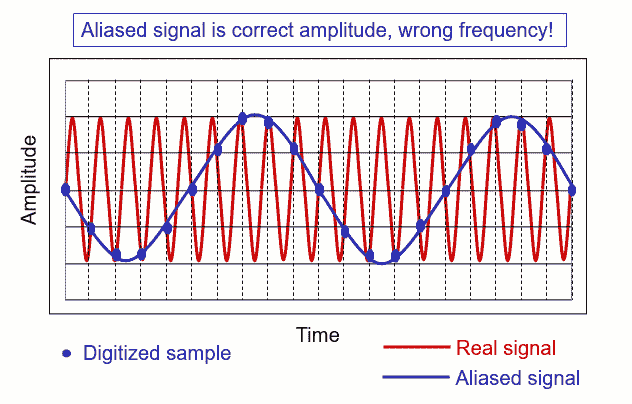 Aliased signal is correct amplitude, wrong frequency!
Amplitude
Time
Digitized sample
Real signal
Aliased signal